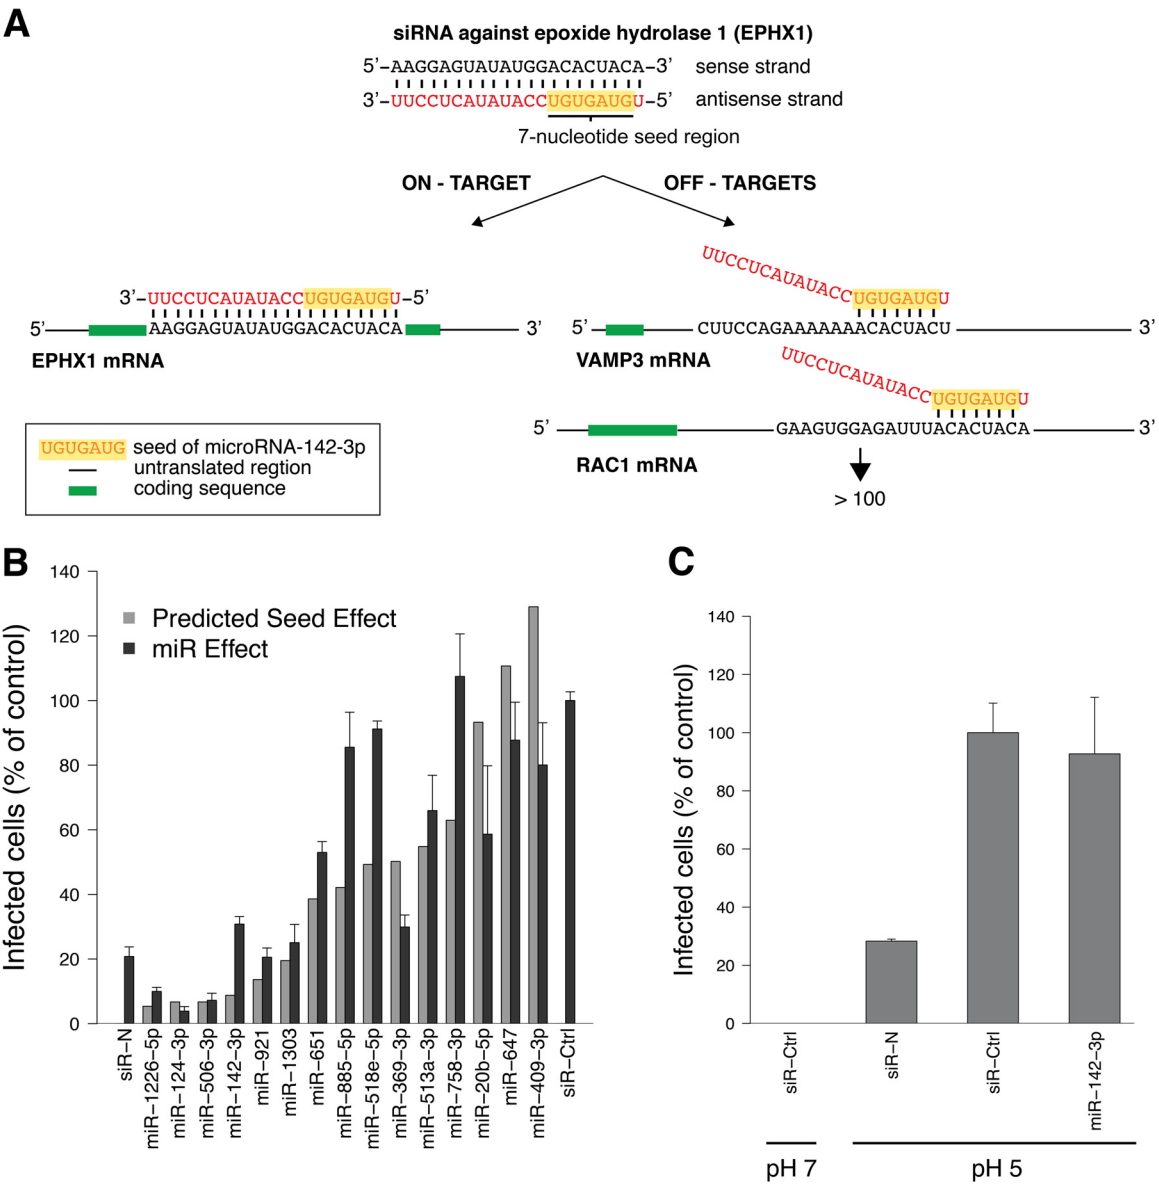 A
siRNA against epoxide hydrolase 1 (EPHX1)
5'-AAGGAGUAUAUGGACACUACA-3' sense strand
3'-UUCCUCAUAUACCUGUGAUGU-5' antisense strand
7-nucleotide seed region
ON - TARGET OFF - TARGETS
UUCCUCAUAUACCUGUGAUGU
3'-UUCCUCAUAUACCUGUGAUGU-5'
5' AAGGAGUAUAUGGACACUACA 3'
EPHX1 mRNA
5' CUUCCAGAAAAAAACACUACU 3'
VAMP3 mRNA
UUCCUCAUAUACCUGUGAUGU
5' GAAGUGGAGAUUUACACUACA 3'
RAC1 mRNA
> 100
UGUGAUG seed of microRNA-142-3p
untranslated regtion
coding sequence
B
Infected cells (% of control)
140
120
100
80
60
40
20
0
Predicted Seed Effect
miR Effect
siR-N
miR-1226-5p
miR-124-3p
miR-506-3p
miR-142-3p
miR-921
miR-1303
miR-651
miR-885-5p
miR-518e-5p
miR-369-3p
miR-513a-3p
miR-758-3p
miR-20b-5p
miR-647
miR-409-3p
siR-Ctrl
C
Infected cells (% of control)
140
120
100
80
60
40
20
0
siR-Ctrl
siR-N
siR-Ctrl
miR-142-3p
pH 7 pH 5